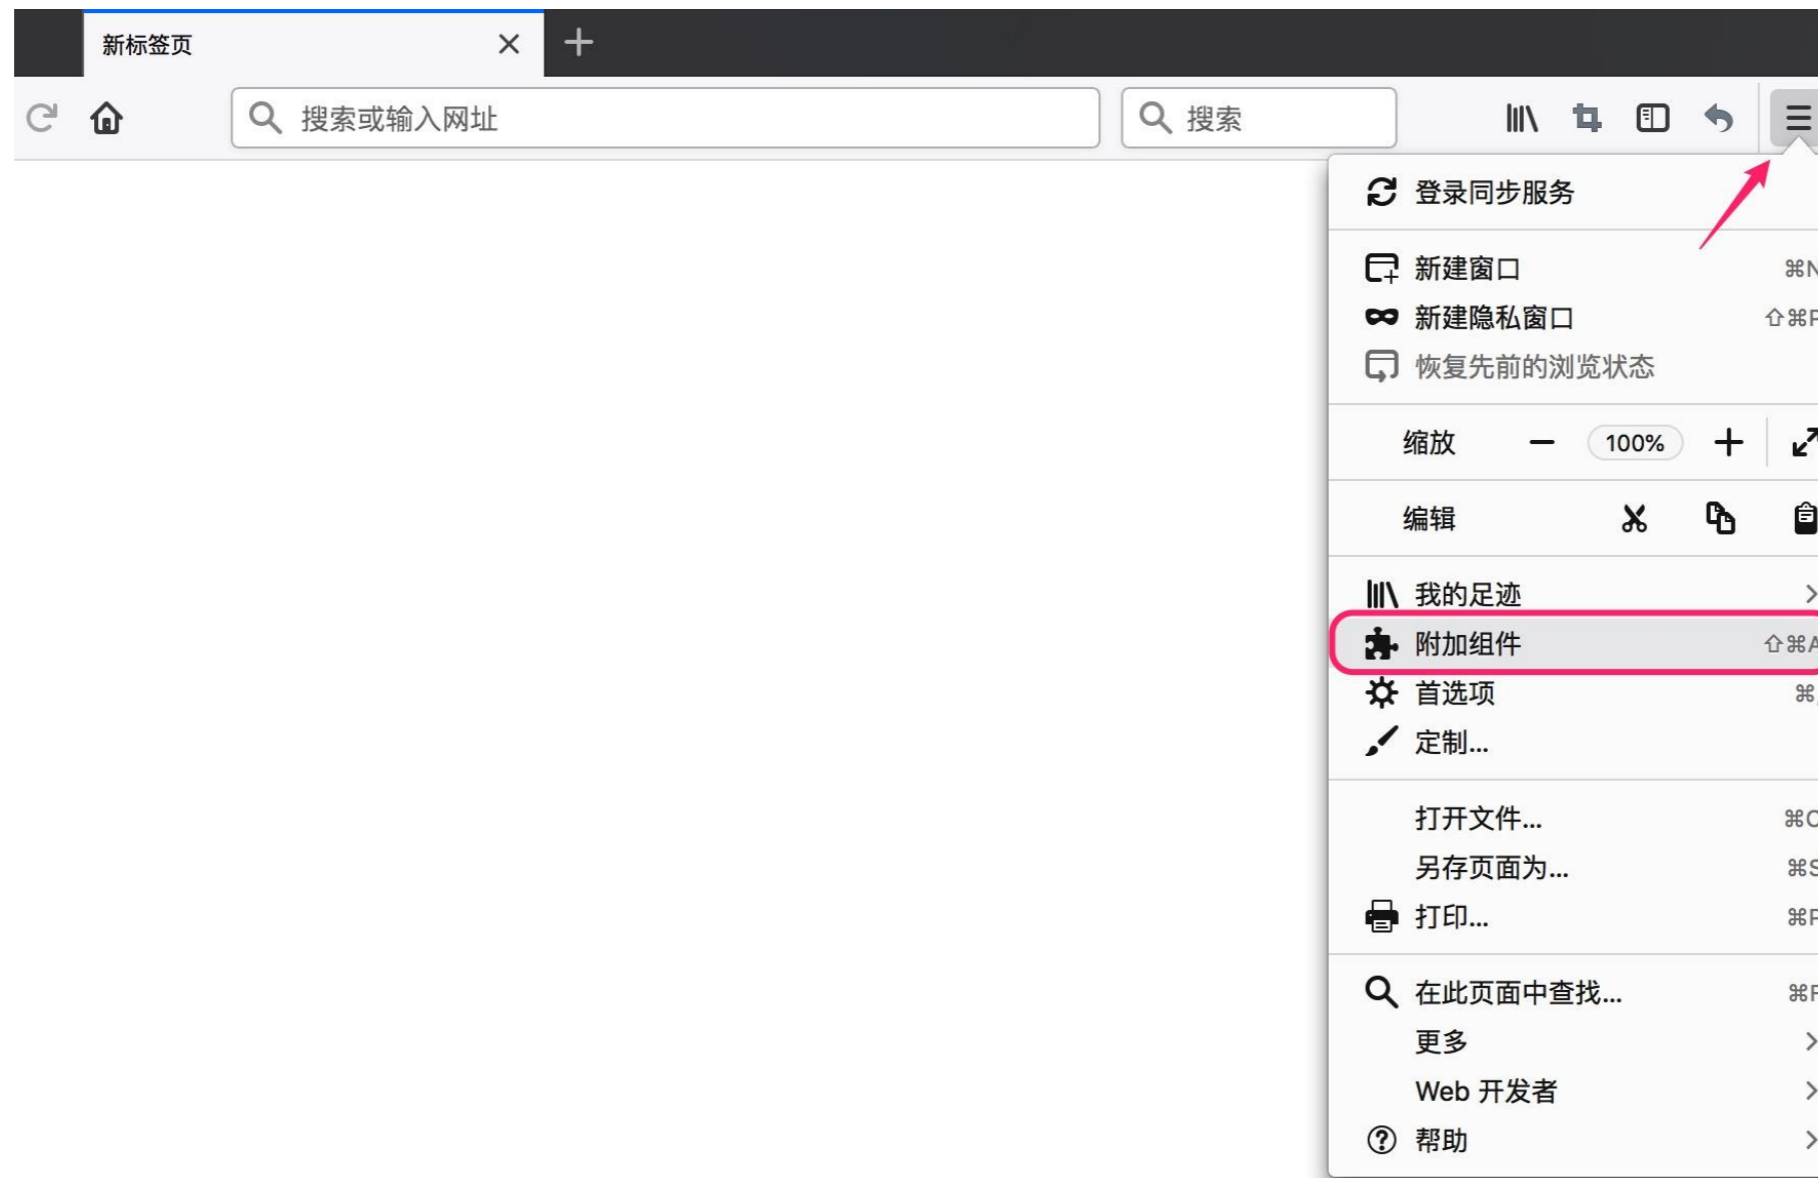 新标签页
搜索或输入网址
搜索
登录同步服务
新建窗口 ⌘N
新建隐私窗口 ⇧⌘P
恢复先前的浏览状态
缩放 100%
编辑
我的足迹
附加组件 ⇧⌘A
首选项 ⌘,
定制...
打开文件... ⌘O
另存页面为... ⌘S
打印... ⌘P
在此页面中查找... ⌘F
更多
Web 开发者
帮助